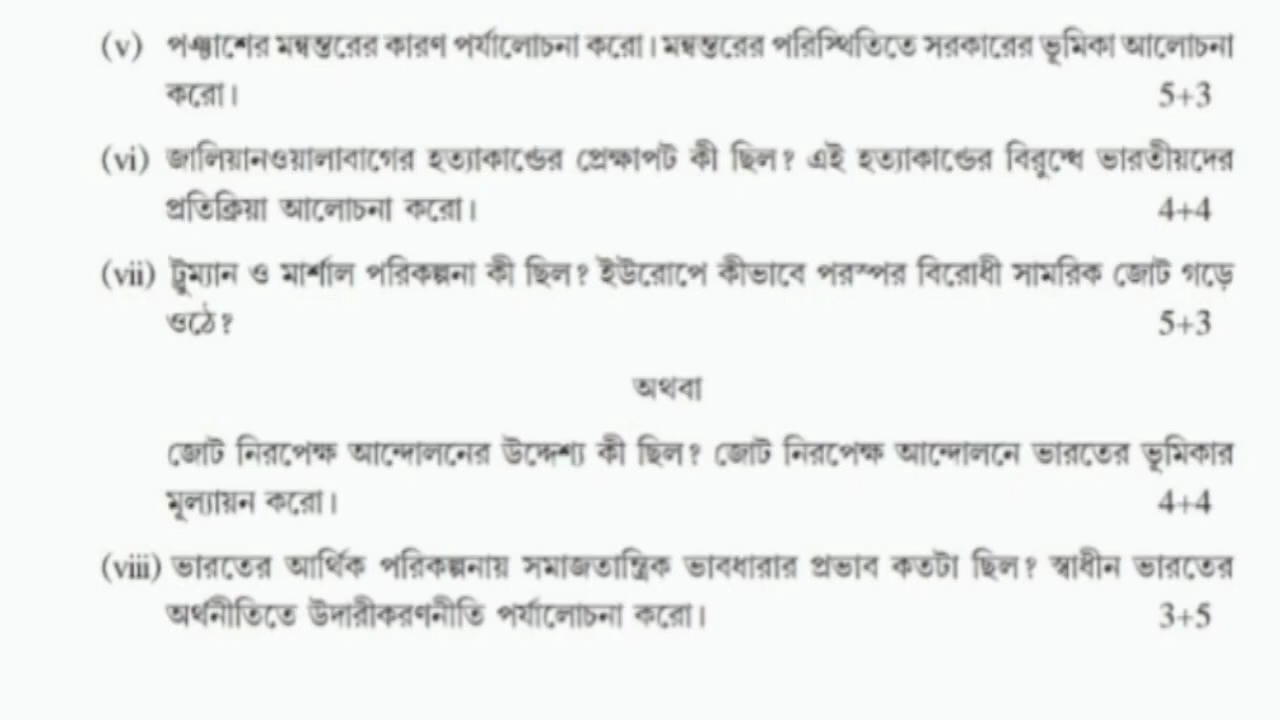 (v) পঞ্চাশের মন্বন্তরের কারণ পর্যালোচনা করো। মন্বন্তরের পরিস্থিতিতে সরকারের ভূমিকা আলোচনা
করো। 5+3
(vi) জালিয়ানওয়ালাবাগের হত্যাকাণ্ডের প্রেক্ষাপট কী ছিল? এই হত্যাকাণ্ডের বিরুদ্ধে ভারতীয়দের
প্রতিক্রিয়া আলোচনা করো। 4+4
(vii) ট্রুম্যান ও মার্শাল পরিকল্পনা কী ছিল? ইউরোপে কীভাবে পরস্পর বিরোধী সামরিক জোট গড়ে
ওঠে? 5+3
অথবা
জোট নিরপেক্ষ আন্দোলনের উদ্দেশ্য কী ছিল? জোট নিরপেক্ষ আন্দোলনে ভারতের ভূমিকার
মূল্যায়ন করো। 4+4
(viii) ভারতের আর্থিক পরিকল্পনায় সমাজতান্ত্রিক ভাবধারার প্রভাব কতটা ছিল? স্বাধীন ভারতের
অর্থনীতিতে উদারীকরণনীতি পর্যালোচনা করো। 3+5